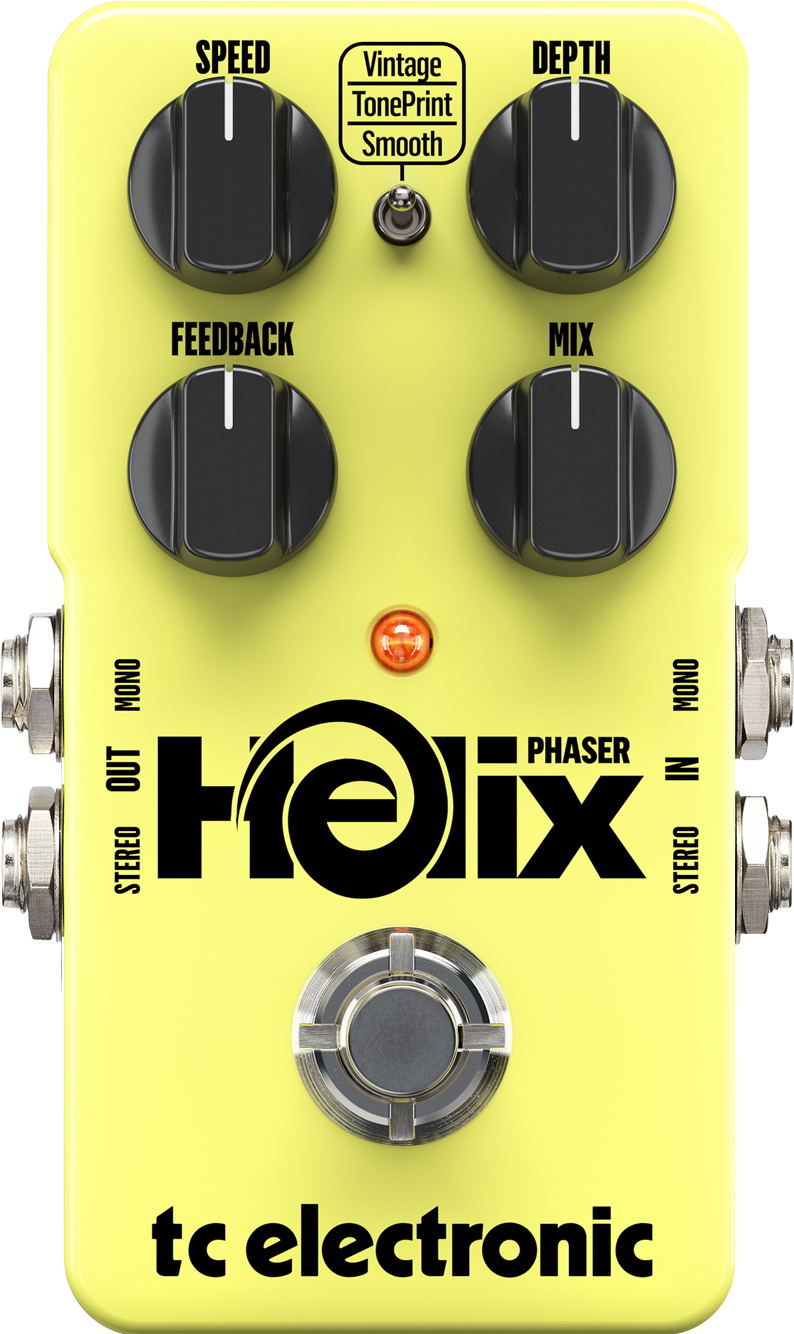 SPEED
Vintage
TonePrint
Smooth
DEPTH
FEEDBACK
MIX
MONO
OUT
STEREO
Helix PHASER
MONO
IN
STEREO
tc electronic